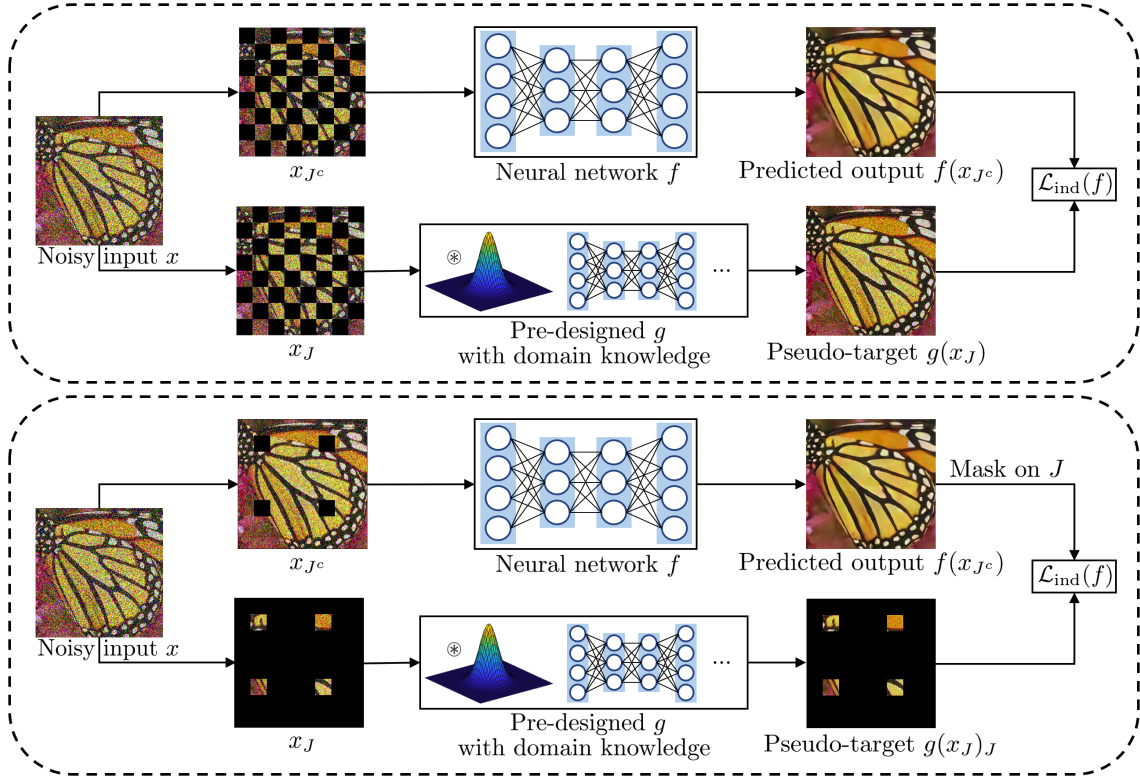 Noisy input x
x_{J^c}
Neural network f
Predicted output f(x_{J^c})
L_ind(f)
x_J
⊛
...
Pre-designed g
with domain knowledge
Pseudo-target g(x_J)
Noisy input x
x_{J^c}
Neural network f
Predicted output f(x_{J^c})
Mask on J
L_ind(f)
x_J
⊛
...
Pre-designed g
with domain knowledge
Pseudo-target g(x_J)_J